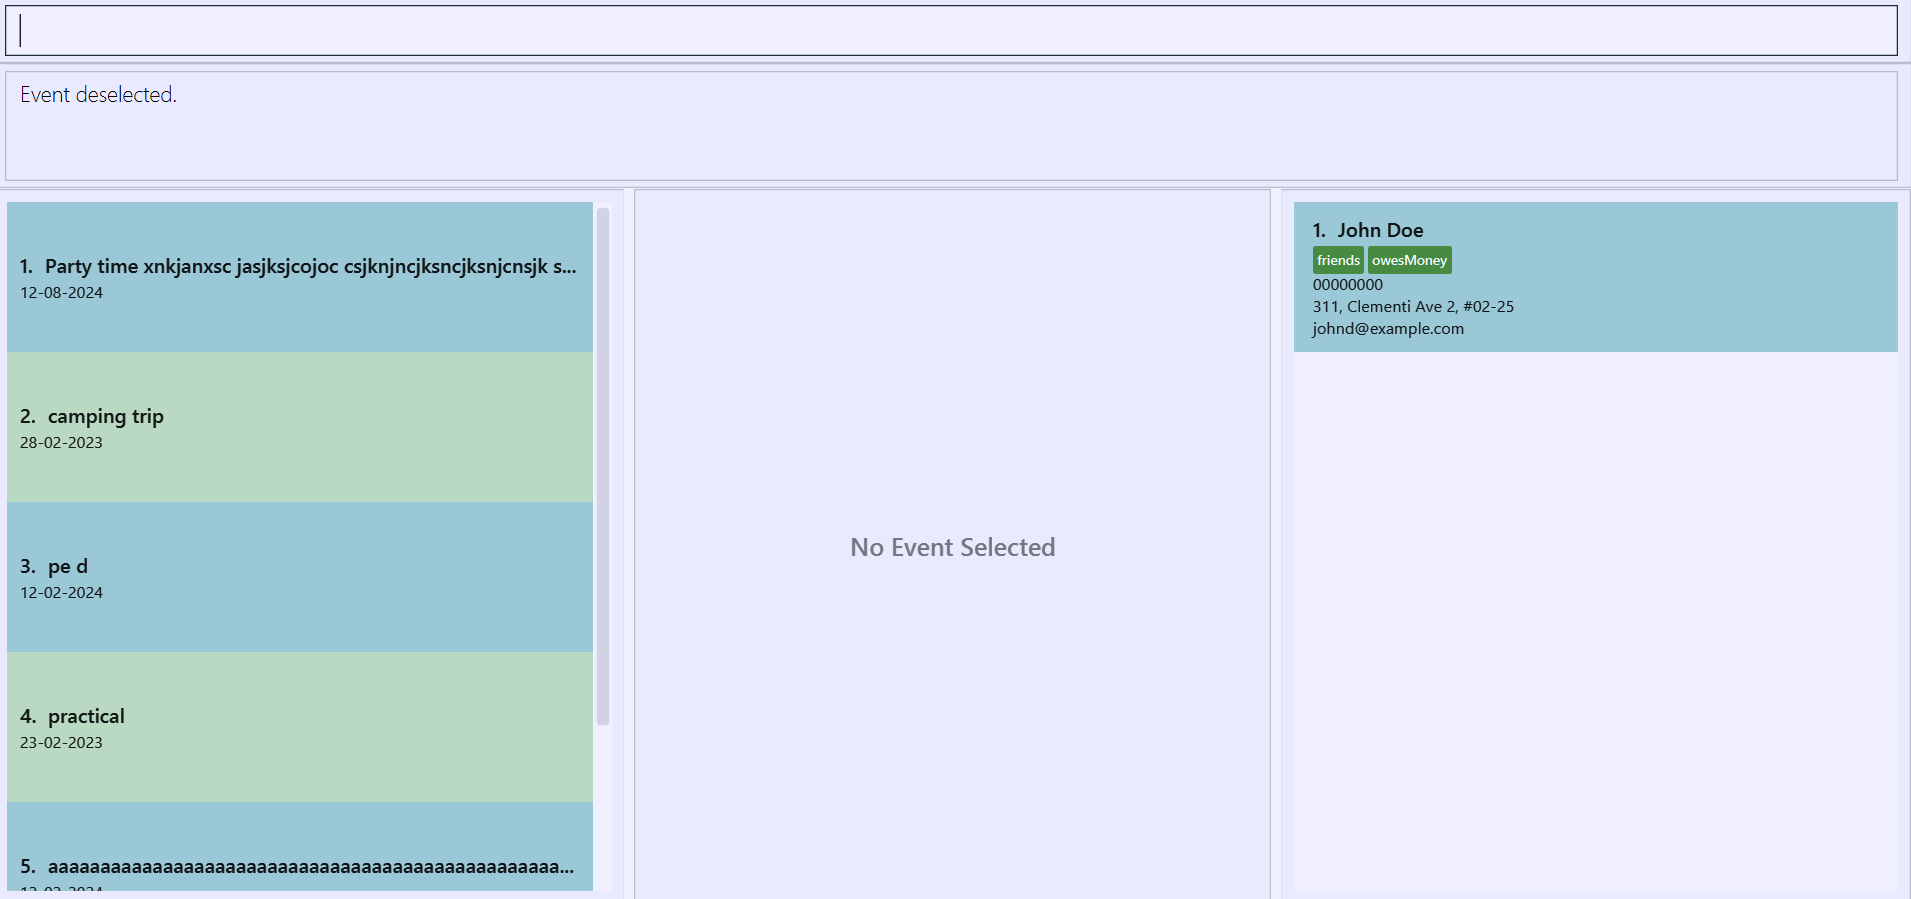 Event deselected.
1. Party time xnkjanxsc jasjksjcojoc csjknjncjksncjksnjcnsjk s...
12-08-2024
2. camping trip
28-02-2023
3. pe d
12-02-2024
4. practical
23-02-2023
5. aaaaaaaaaaaaaaaaaaaaaaaaaaaaaaaaaaaaaaaaaaaaaaaaa...
No Event Selected
1. John Doe
friends owesMoney
00000000
311, Clementi Ave 2, #02-25
johnd@example.com